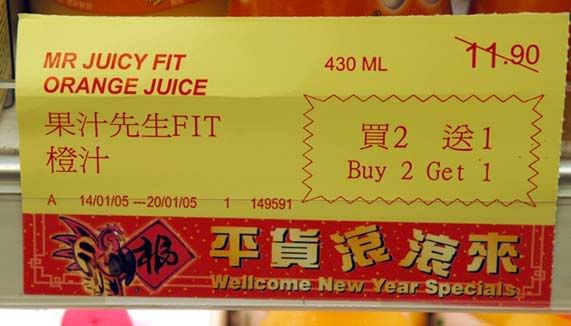 MR JUICY FIT
ORANGE JUICE
430 ML
11.90
果汁先生FIT
橙汁
買2 送1
Buy 2 Get 1
A 14/01/05 ---20/01/05 1 149591
平貨滾滾來
Wellcome New Year Specials